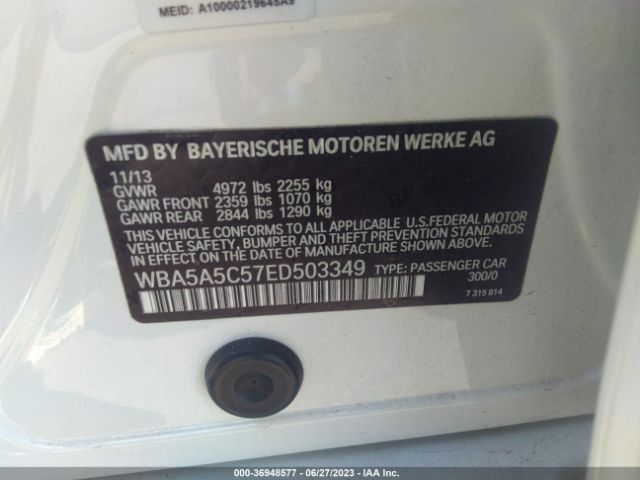 MEID: A10000219645A9
MFD BY BAYERISCHE MOTOREN WERKE AG
11/13
GVWR 4972 lbs 2255 kg
GAWR FRONT 2359 lbs 1070 kg
GAWR REAR 2844 lbs 1290 kg
THIS VEHICLE CONFORMS TO ALL APPLICABLE U.S.FEDERAL MOTOR
VEHICLE SAFETY, BUMPER AND THEFT PREVENTION STANDARDS
IN EFFECT ON THE DATE OF MANUFACTURE SHOWN ABOVE.
WBA5A5C57ED503349 TYPE: PASSENGER CAR
300/0
7 315 814
000-36948577 - 06/27/2023 - IAA Inc.